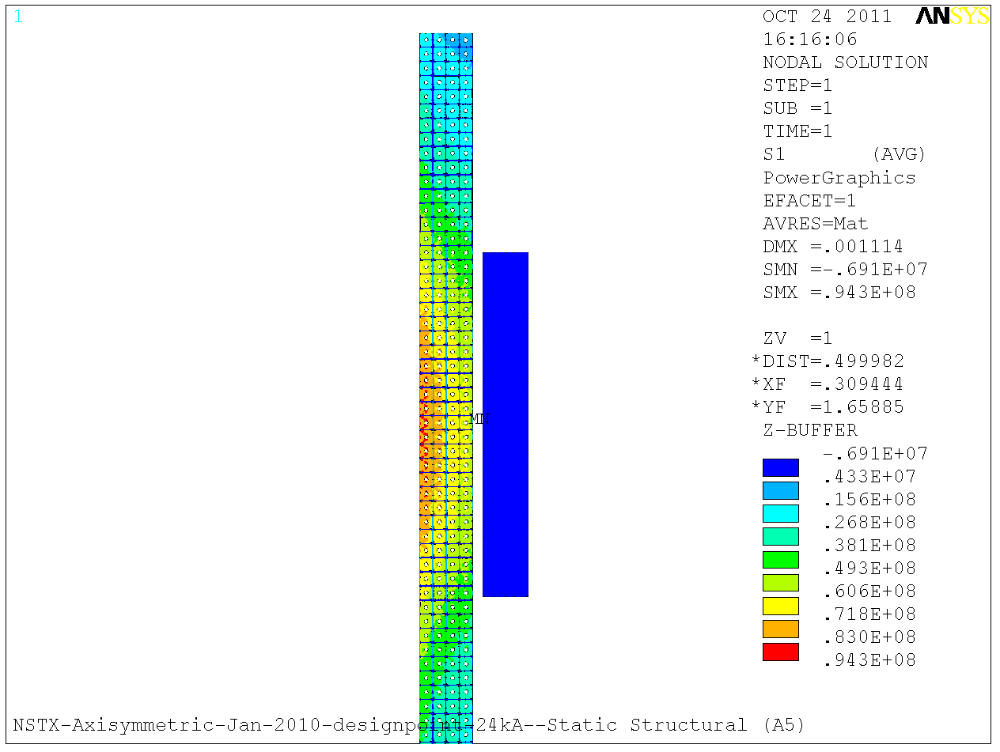 1
OCT 24 2011 ANSYS
16:16:06
NODAL SOLUTION
STEP=1
SUB =1
TIME=1
S1 (AVG)
PowerGraphics
EFACET=1
AVRES=Mat
DMX =.001114
SMN =-.691E+07
SMX =.943E+08
ZV =1
*DIST=.499982
*XF =.309444
*YF =1.65885
Z-BUFFER
-.691E+07
.433E+07
.156E+08
.268E+08
.381E+08
.493E+08
.606E+08
.718E+08
.830E+08
.943E+08
MN
NSTX-Axisymmetric-Jan-2010-designpoint-24kA--Static Structural (A5)